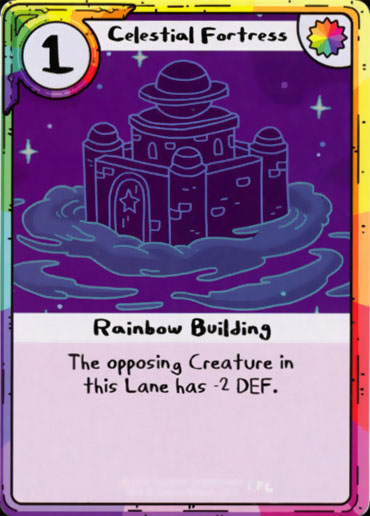 1
Celestial Fortress
Rainbow Building
The opposing Creature in
this Lane has -2 DEF.